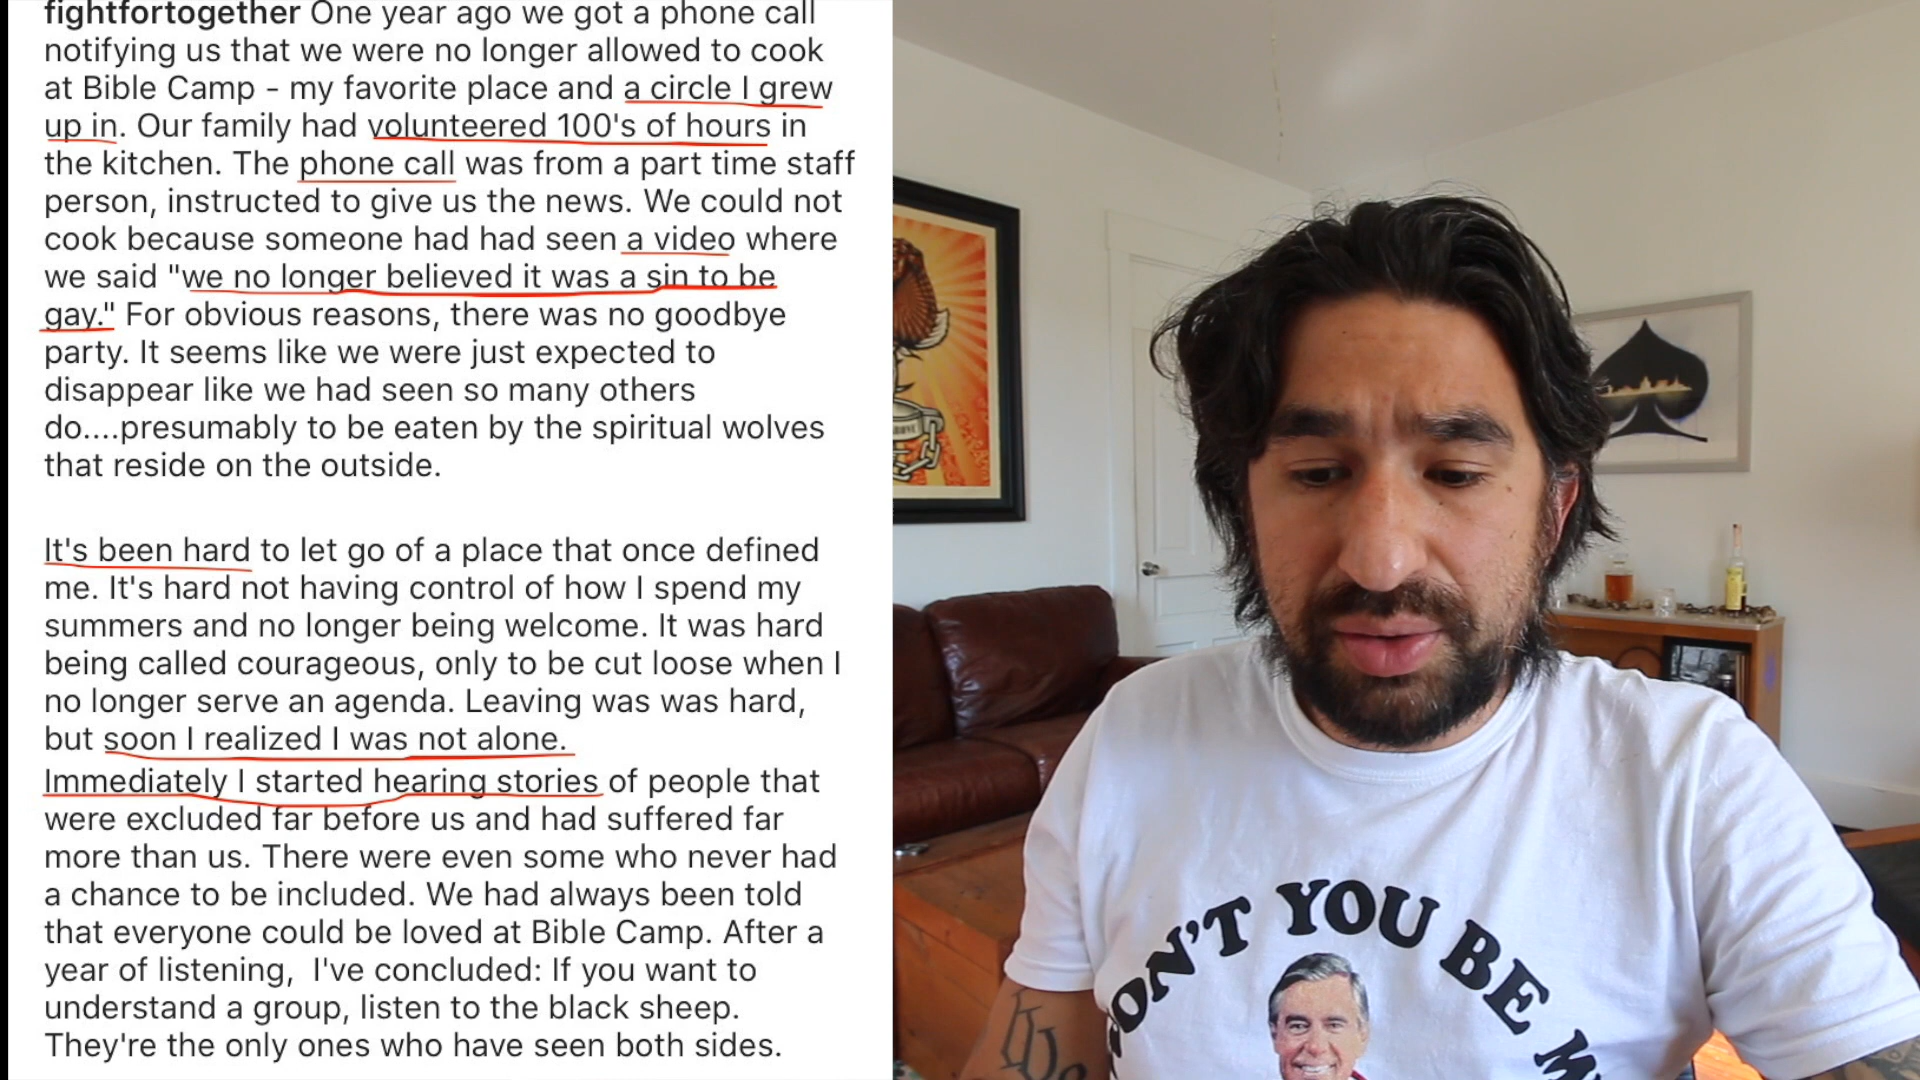 fightfortogether One year ago we got a phone call
notifying us that we were no longer allowed to cook
at Bible Camp - my favorite place and a circle I grew
up in. Our family had volunteered 100's of hours in
the kitchen. The phone call was from a part time staff
person, instructed to give us the news. We could not
cook because someone had had seen a video where
we said "we no longer believed it was a sin to be
gay." For obvious reasons, there was no goodbye
party. It seems like we were just expected to
disappear like we had seen so many others
do....presumably to be eaten by the spiritual wolves
that reside on the outside.
It's been hard to let go of a place that once defined
me. It's hard not having control of how I spend my
summers and no longer being welcome. It was hard
being called courageous, only to be cut loose when I
no longer serve an agenda. Leaving was was hard,
but soon I realized I was not alone.
Immediately I started hearing stories of people that
were excluded far before us and had suffered far
more than us. There were even some who never had
a chance to be included. We had always been told
that everyone could be loved at Bible Camp. After a
year of listening, I've concluded: If you want to
understand a group, listen to the black sheep.
They're the only ones who have seen both sides.
ON'T YOU BE M